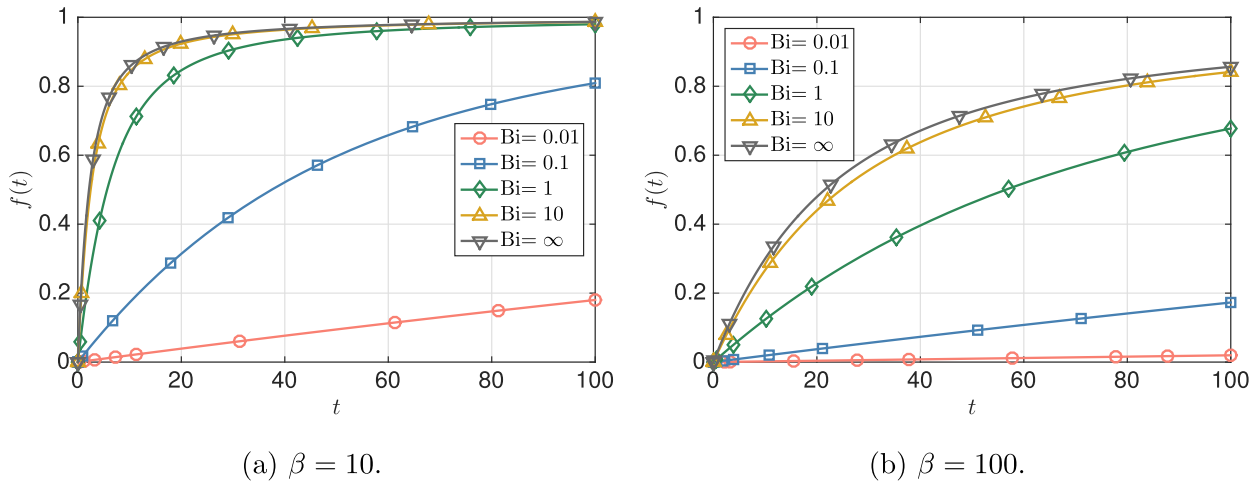 1
0.8
0.6
0.4
0.2
0
f(t)
0 20 40 60 80 100
t
Bi= 0.01
Bi= 0.1
Bi= 1
Bi= 10
Bi= ∞
(a) β = 10.
1
0.8
0.6
0.4
0.2
0
f(t)
0 20 40 60 80 100
t
Bi= 0.01
Bi= 0.1
Bi= 1
Bi= 10
Bi= ∞
(b) β = 100.